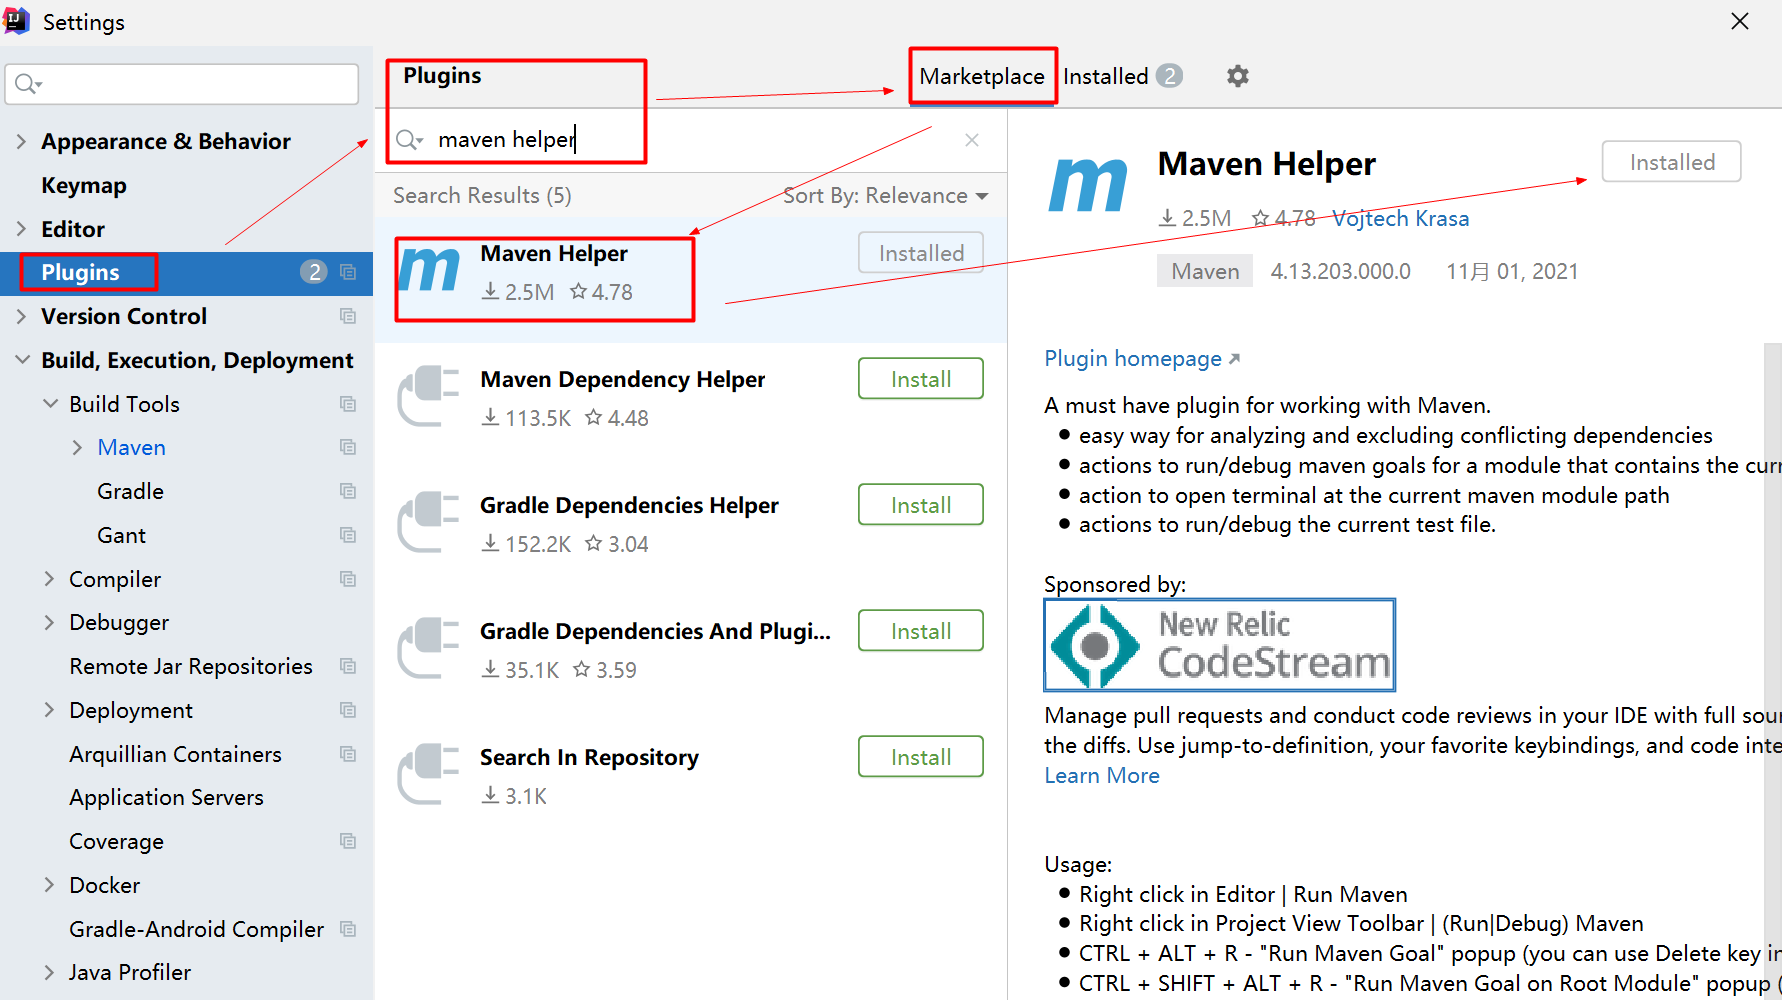 Settings
Appearance & Behavior
Keymap
Editor
Plugins 2
Version Control
Build, Execution, Deployment
Build Tools
Maven
Gradle
Gant
Compiler
Debugger
Remote Jar Repositories
Deployment
Arquillian Containers
Application Servers
Coverage
Docker
Gradle-Android Compiler
Java Profiler
Plugins
Marketplace Installed 2
maven helper
Search Results (5) Sort By: Relevance
Maven Helper Installed
2.5M 4.78
Maven Dependency Helper Install
113.5K 4.48
Gradle Dependencies Helper Install
152.2K 3.04
Gradle Dependencies And Plugi... Install
35.1K 3.59
Search In Repository Install
3.1K
m
Maven Helper Installed
2.5M 4.78 Vojtech Krasa
Maven 4.13.203.000.0 11月 01, 2021
Plugin homepage
A must have plugin for working with Maven.
easy way for analyzing and excluding conflicting dependencies
actions to run/debug maven goals for a module that contains the curr
action to open terminal at the current maven module path
actions to run/debug the current test file.
Sponsored by:
New Relic
CodeStream
Manage pull requests and conduct code reviews in your IDE with full sour
the diffs. Use jump-to-definition, your favorite keybindings, and code inte
Learn More
Usage:
Right click in Editor | Run Maven
Right click in Project View Toolbar | (Run|Debug) Maven
CTRL + ALT + R - "Run Maven Goal" popup (you can use Delete key in
CTRL + SHIFT + ALT + R - "Run Maven Goal on Root Module" popup (